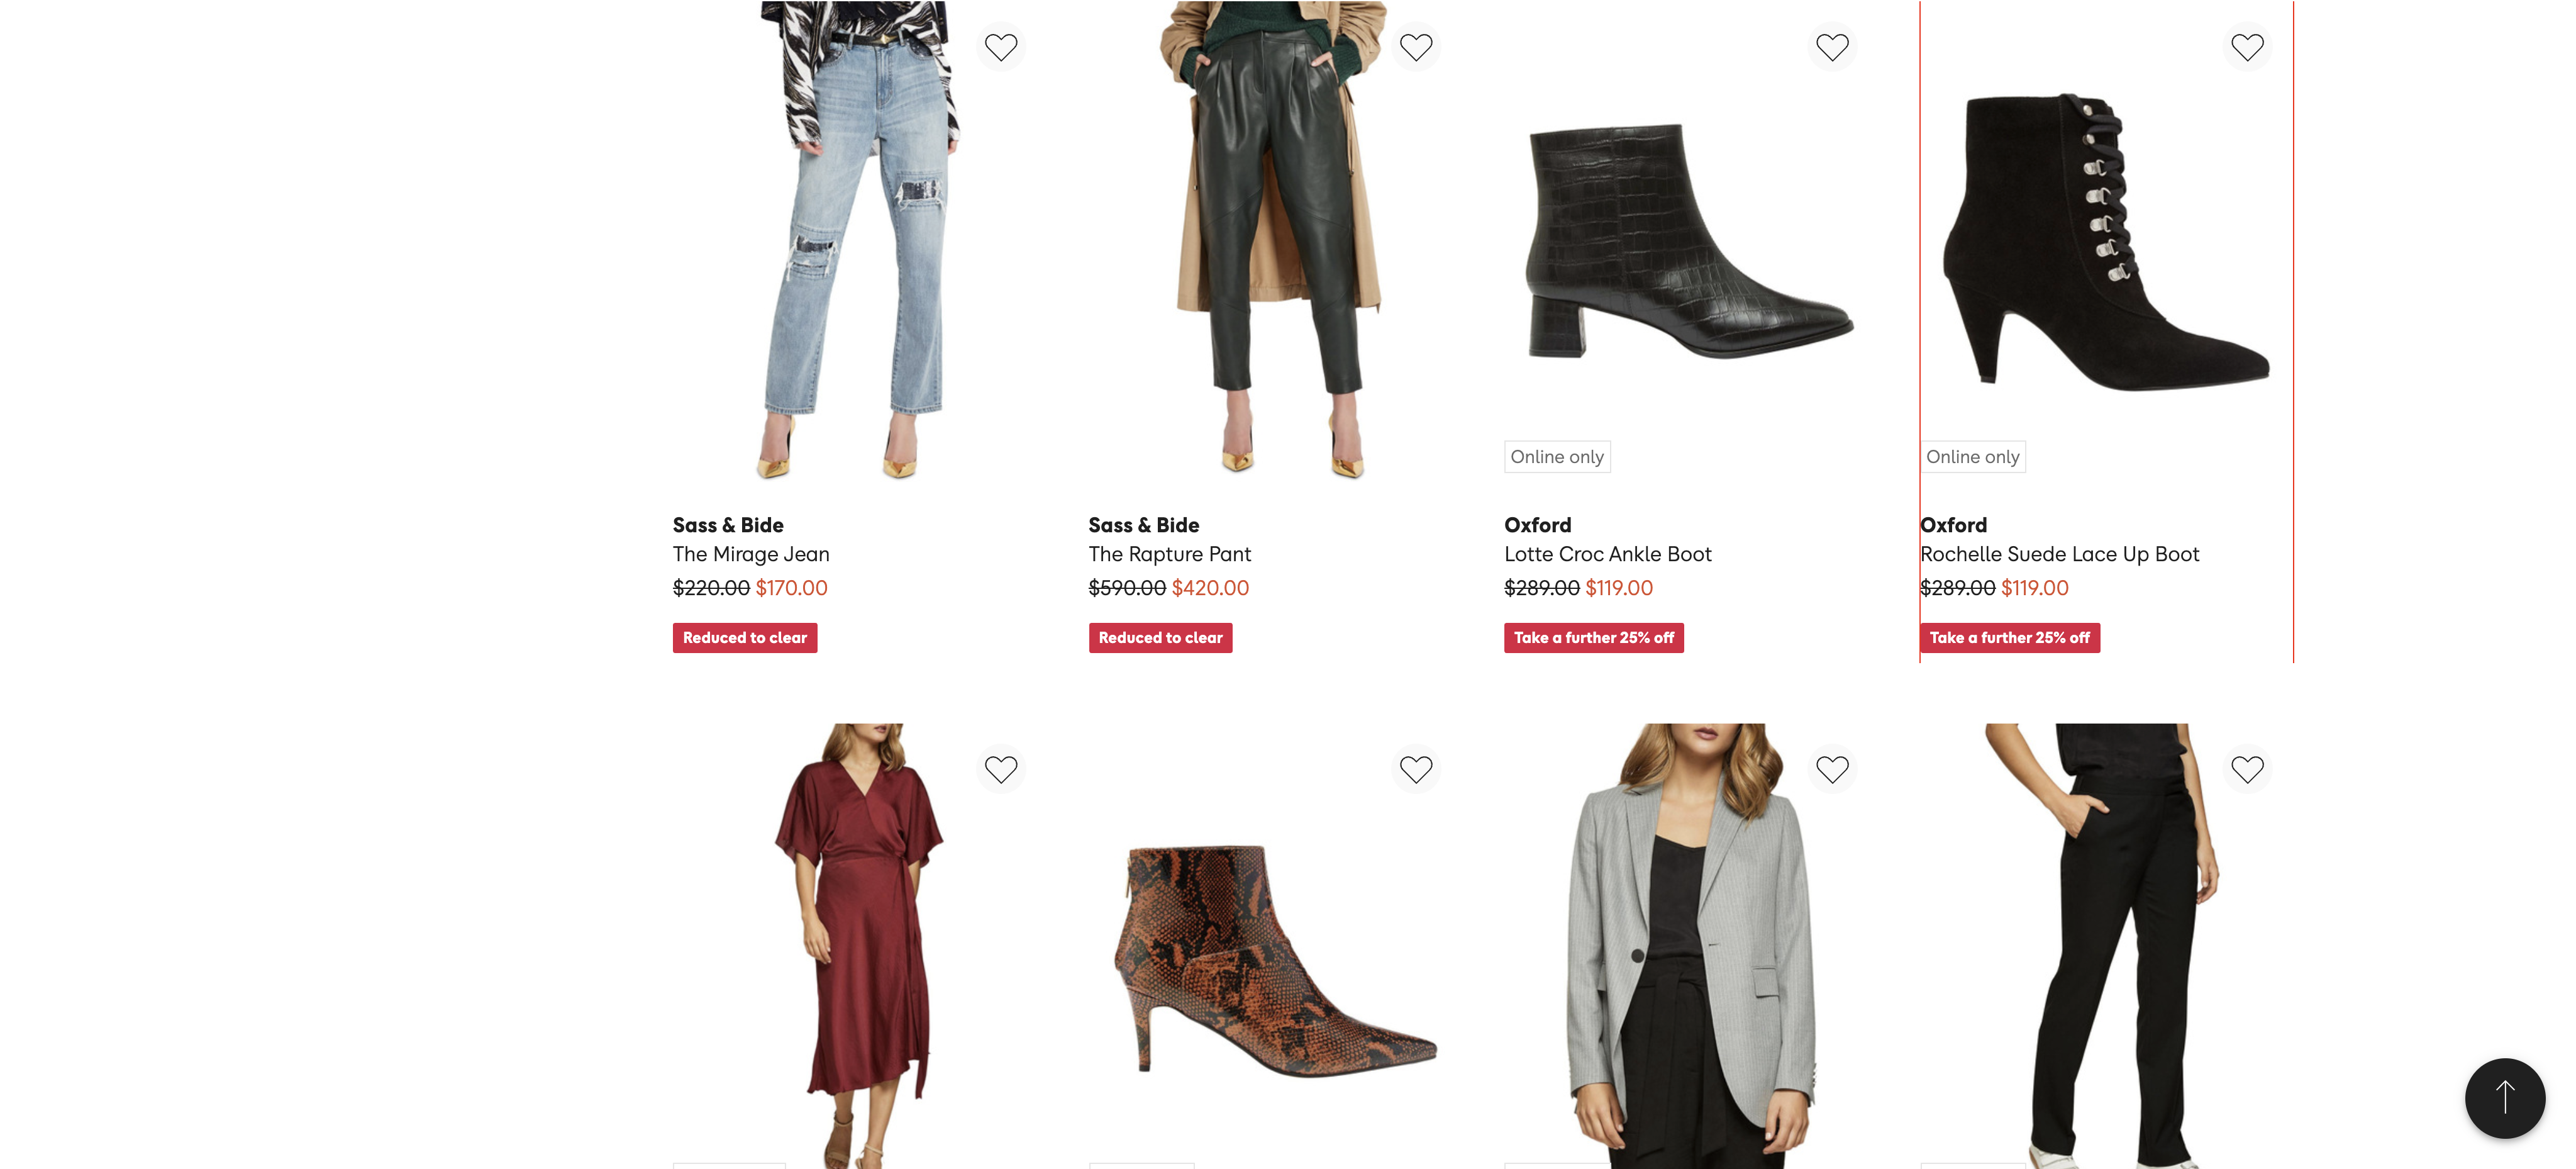 Online only
Online only
Sass & Bide
The Mirage Jean
$220.00 $170.00
Reduced to clear
Sass & Bide
The Rapture Pant
$590.00 $420.00
Reduced to clear
Oxford
Lotte Croc Ankle Boot
$289.00 $119.00
Take a further 25% off
Oxford
Rochelle Suede Lace Up Boot
$289.00 $119.00
Take a further 25% off